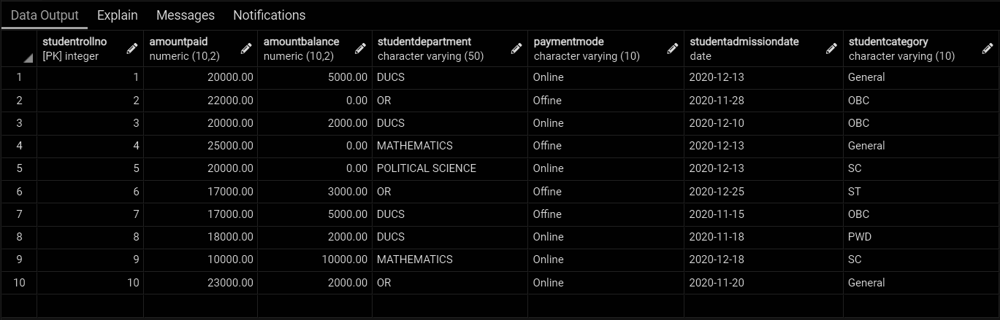 Data Output Explain Messages Notifications
studentrollno amountpaid amountbalance studentdepartment paymentmode studentadmissiondate studentcategory
[PK] integer numeric (10,2) numeric (10,2) character varying (50) character varying (10) date character varying (10)
1 1 20000.00 5000.00 DUCS Online 2020-12-13 General
2 2 22000.00 0.00 OR Offine 2020-11-28 OBC
3 3 20000.00 2000.00 DUCS Online 2020-12-10 OBC
4 4 25000.00 0.00 MATHEMATICS Offine 2020-12-13 General
5 5 20000.00 0.00 POLITICAL SCIENCE Online 2020-12-13 SC
6 6 17000.00 3000.00 OR Offine 2020-12-25 ST
7 7 17000.00 5000.00 DUCS Offine 2020-11-15 OBC
8 8 18000.00 2000.00 DUCS Online 2020-11-18 PWD
9 9 10000.00 10000.00 MATHEMATICS Online 2020-12-18 SC
10 10 23000.00 2000.00 OR Online 2020-11-20 General